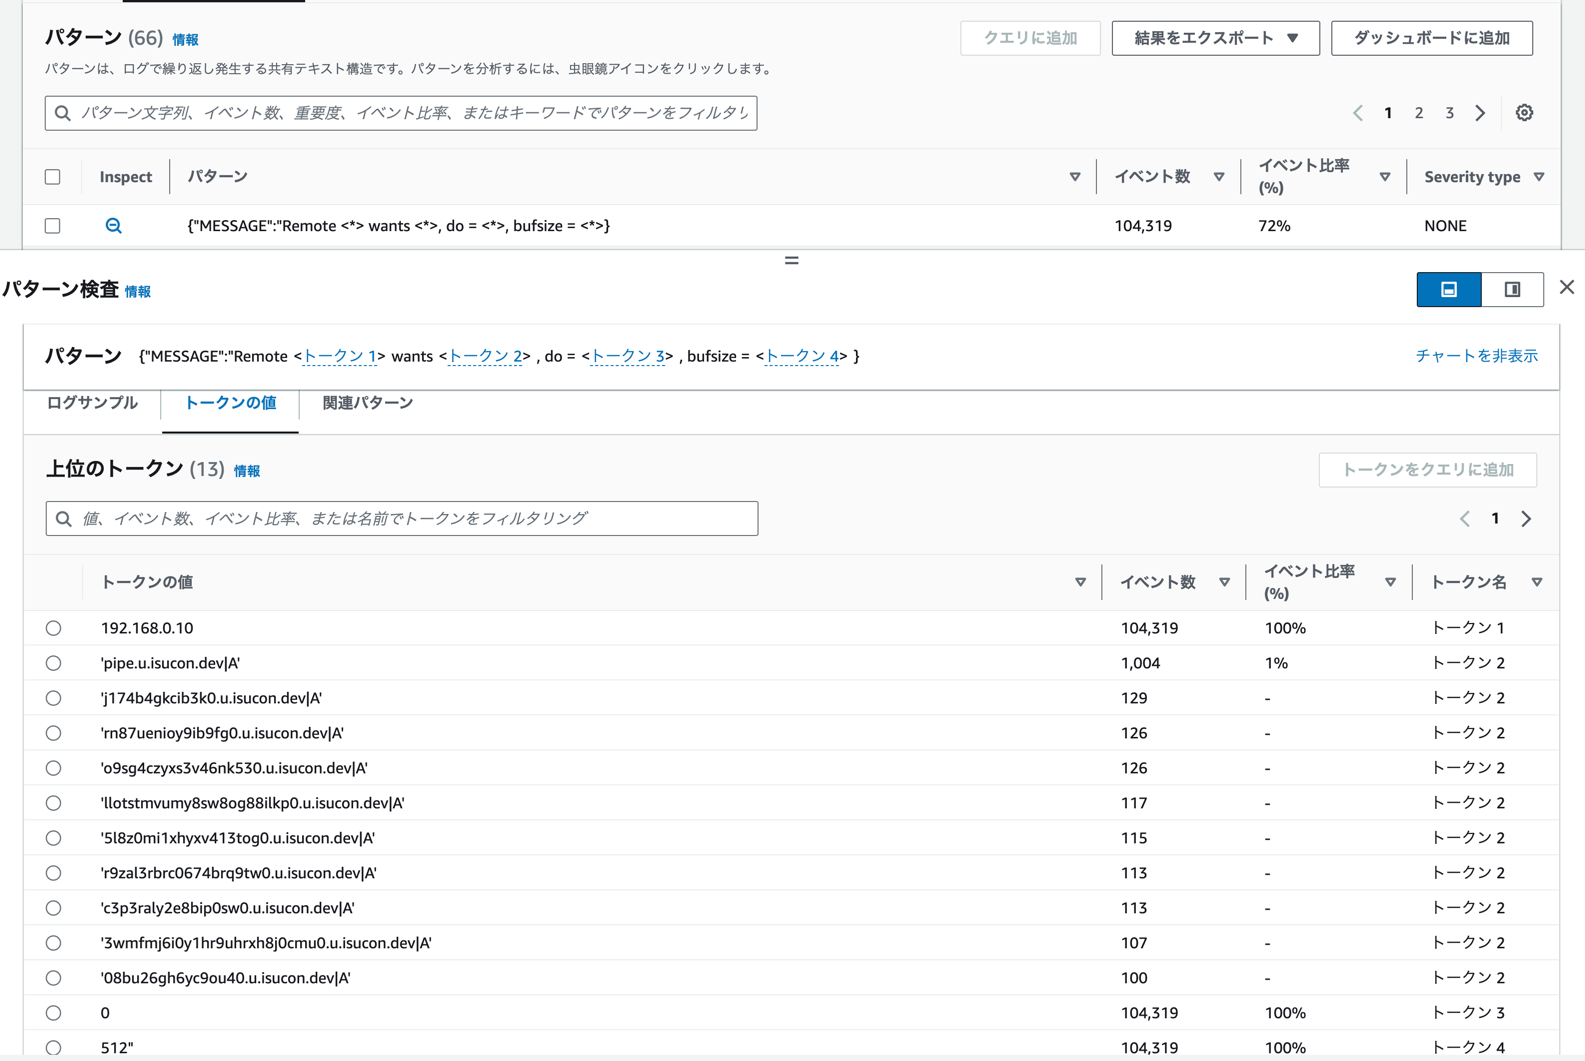 パターン (66) 情報
クエリに追加
結果をエクスポート ▼
ダッシュボードに追加
パターンは、ログで繰り返し発生する共有テキスト構造です。パターンを分析するには、虫眼鏡アイコンをクリックします。
パターン文字列、イベント数、重要度、イベント比率、またはキーワードでパターンをフィルタリ
1 2 3
Inspect パターン イベント数 イベント比率 (%) Severity type
{"MESSAGE":"Remote <*> wants <*>, do = <*>, bufsize = <*>} 104,319 72% NONE
パターン検査 情報
パターン {"MESSAGE":"Remote <トークン 1> wants <トークン 2> , do = <トークン 3> , bufsize = <トークン 4> }
チャートを非表示
ログサンプル トークンの値 関連パターン
上位のトークン (13) 情報
トークンをクエリに追加
値、イベント数、イベント比率、または名前でトークンをフィルタリング
1
トークンの値 イベント数 イベント比率 (%) トークン名
192.168.0.10 104,319 100% トークン 1
'pipe.u.isucon.dev|A' 1,004 1% トークン 2
'j174b4gkcib3k0.u.isucon.dev|A' 129 - トークン 2
'rn87uenioy9ib9fg0.u.isucon.dev|A' 126 - トークン 2
'o9sg4czyxs3v46nk530.u.isucon.dev|A' 126 - トークン 2
'llotstmvumy8sw8og88ilkp0.u.isucon.dev|A' 117 - トークン 2
'5l8z0mi1xhyxv413tog0.u.isucon.dev|A' 115 - トークン 2
'r9zal3rbrc0674brq9tw0.u.isucon.dev|A' 113 - トークン 2
'c3p3raly2e8bip0sw0.u.isucon.dev|A' 113 - トークン 2
'3wmfmj6i0y1hr9uhrxh8j0cmu0.u.isucon.dev|A' 107 - トークン 2
'08bu26gh6yc9ou40.u.isucon.dev|A' 100 - トークン 2
0 104,319 100% トークン 3
512" 104,319 100% トークン 4